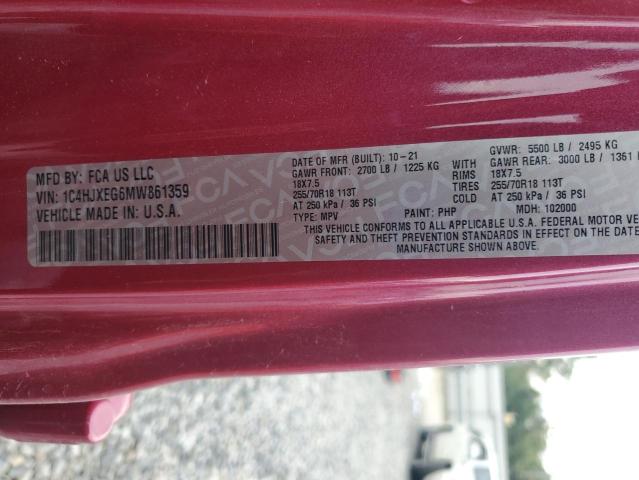 MFD BY: FCA US LLC
VIN: 1C4HJXEG6MW861359
VEHICLE MADE IN U.S.A.
DATE OF MFR (BUILT): 10-21 GVWR: 5500 LB / 2495 KG
GAWR FRONT: 2700 LB / 1225 KG WITH GAWR REAR: 3000 LB / 1361
18X7.5 RIMS 18X7.5
255/70R18 113T TIRES 255/70R18 113T
AT 250 kPa / 36 PSI COLD AT 250 kPa / 36 PSI
TYPE: MPV PAINT: PHP MDH: 102000
THIS VEHICLE CONFORMS TO ALL APPLICABLE U.S.A. FEDERAL MOTOR
SAFETY AND THEFT PREVENTION STANDARDS IN EFFECT ON THE DATE
MANUFACTURE SHOWN ABOVE.